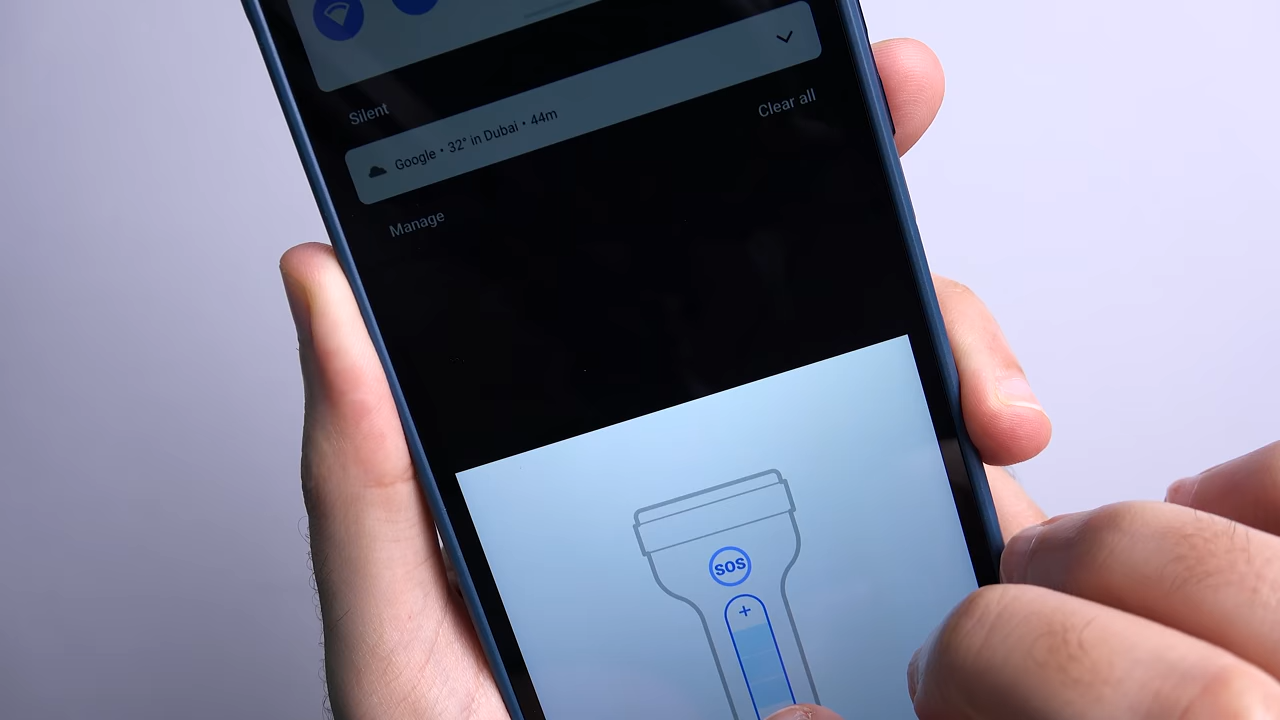 Silent
Clear all
Google • 32° in Dubai • 44m
Manage
SOS
+